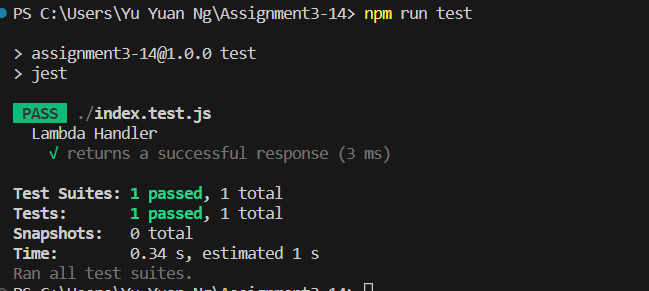 PS C:\Users\Yu Yuan Ng\Assignment3-14> npm run test
> assignment3-14@1.0.0 test
> jest
PASS ./index.test.js
Lambda Handler
√ returns a successful response (3 ms)
Test Suites: 1 passed, 1 total
Tests: 1 passed, 1 total
Snapshots: 0 total
Time: 0.34 s, estimated 1 s
Ran all test suites.
PS C:\Users\Yu Yuan Ng\Assignment3-14>